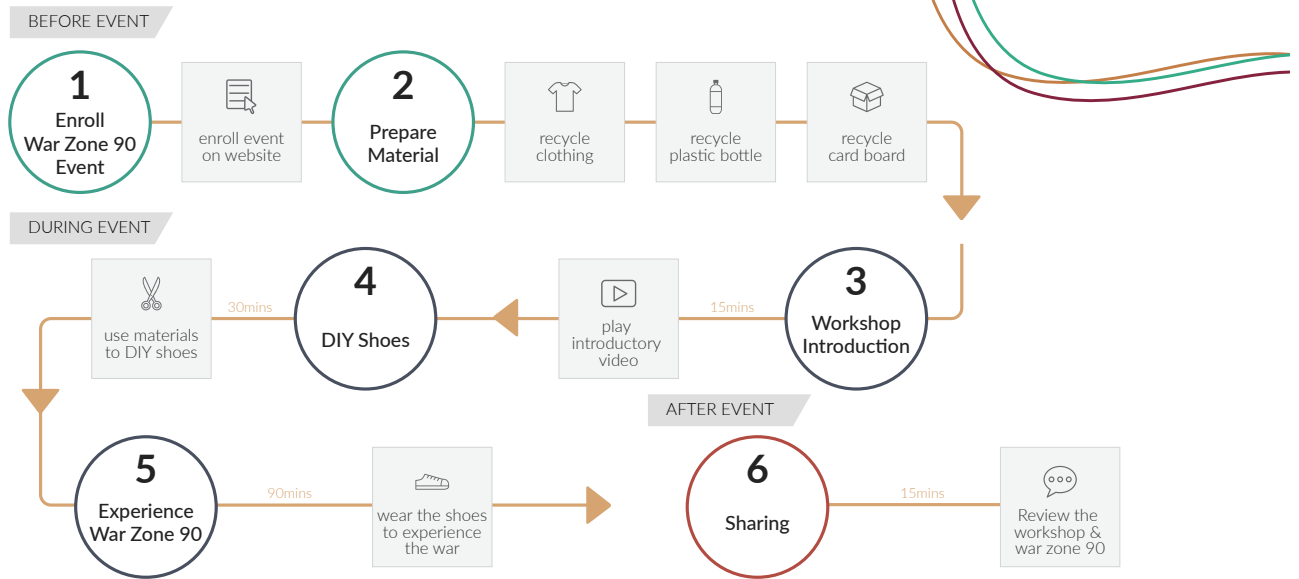 BEFORE EVENT
1
Enroll
War Zone 90
Event
enroll event
on website
2
Prepare
Material
recycle
clothing
recycle
plastic bottle
recycle
card board
DURING EVENT
3
Workshop
Introduction
15mins
play
introductory
video
4
DIY Shoes
30mins
use materials
to DIY shoes
5
Experience
War Zone 90
90mins
wear the shoes
to experience
the war
AFTER EVENT
6
Sharing
15mins
Review the
workshop &
war zone 90